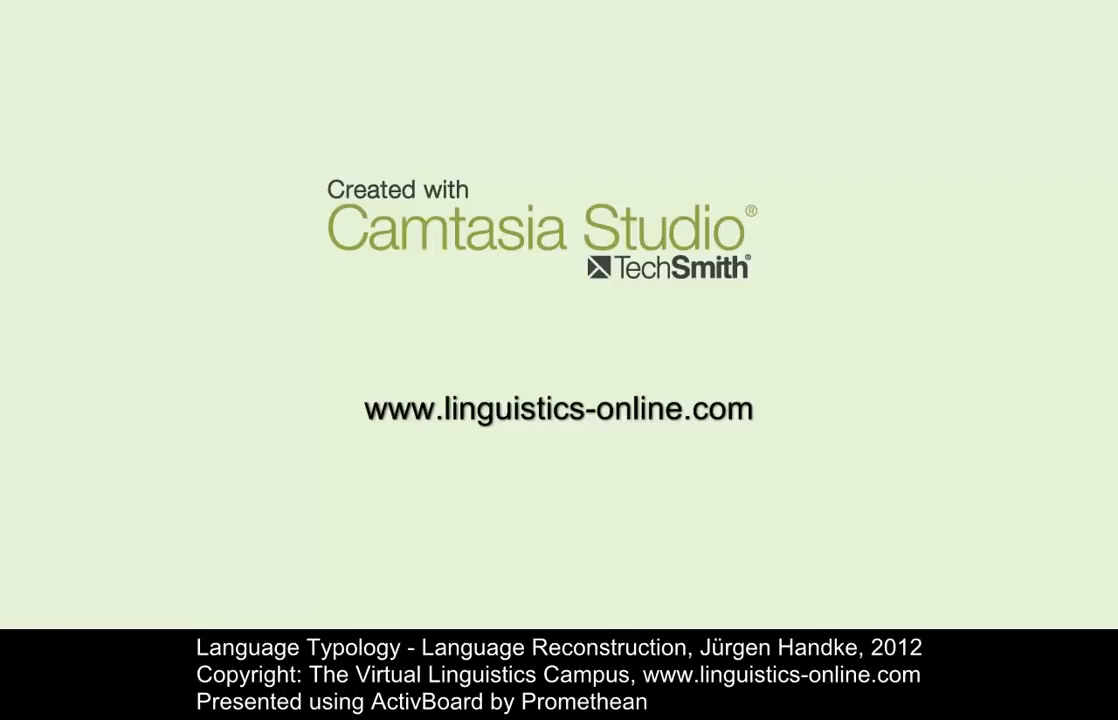 Created with
Camtasia Studio®
TechSmith®
www.linguistics-online.com
Language Typology - Language Reconstruction, Jürgen Handke, 2012
Copyright: The Virtual Linguistics Campus, www.linguistics-online.com
Presented using ActivBoard by Promethean